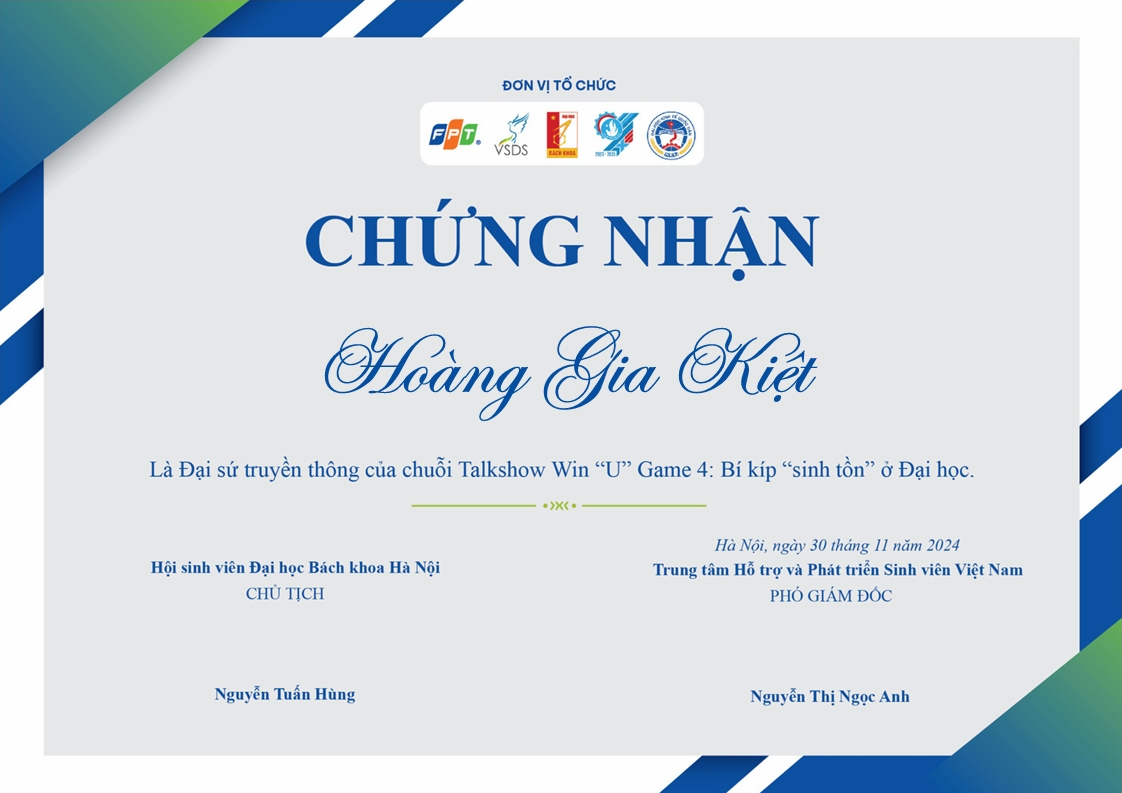 ĐƠN VỊ TỔ CHỨC
FPT
VSDS
ĐẠI HỌC
BÁCH KHOA
CHỨNG NHẬN
Hoàng Gia Kiệt
Là Đại sứ truyền thông của chuỗi Talkshow Win “U” Game 4: Bí kíp “sinh tồn” ở Đại học.
Hà Nội, ngày 30 tháng 11 năm 2024
Hội sinh viên Đại học Bách khoa Hà Nội
CHỦ TỊCH
Nguyễn Tuấn Hùng
Trung tâm Hỗ trợ và Phát triển Sinh viên Việt Nam
PHÓ GIÁM ĐỐC
Nguyễn Thị Ngọc Anh